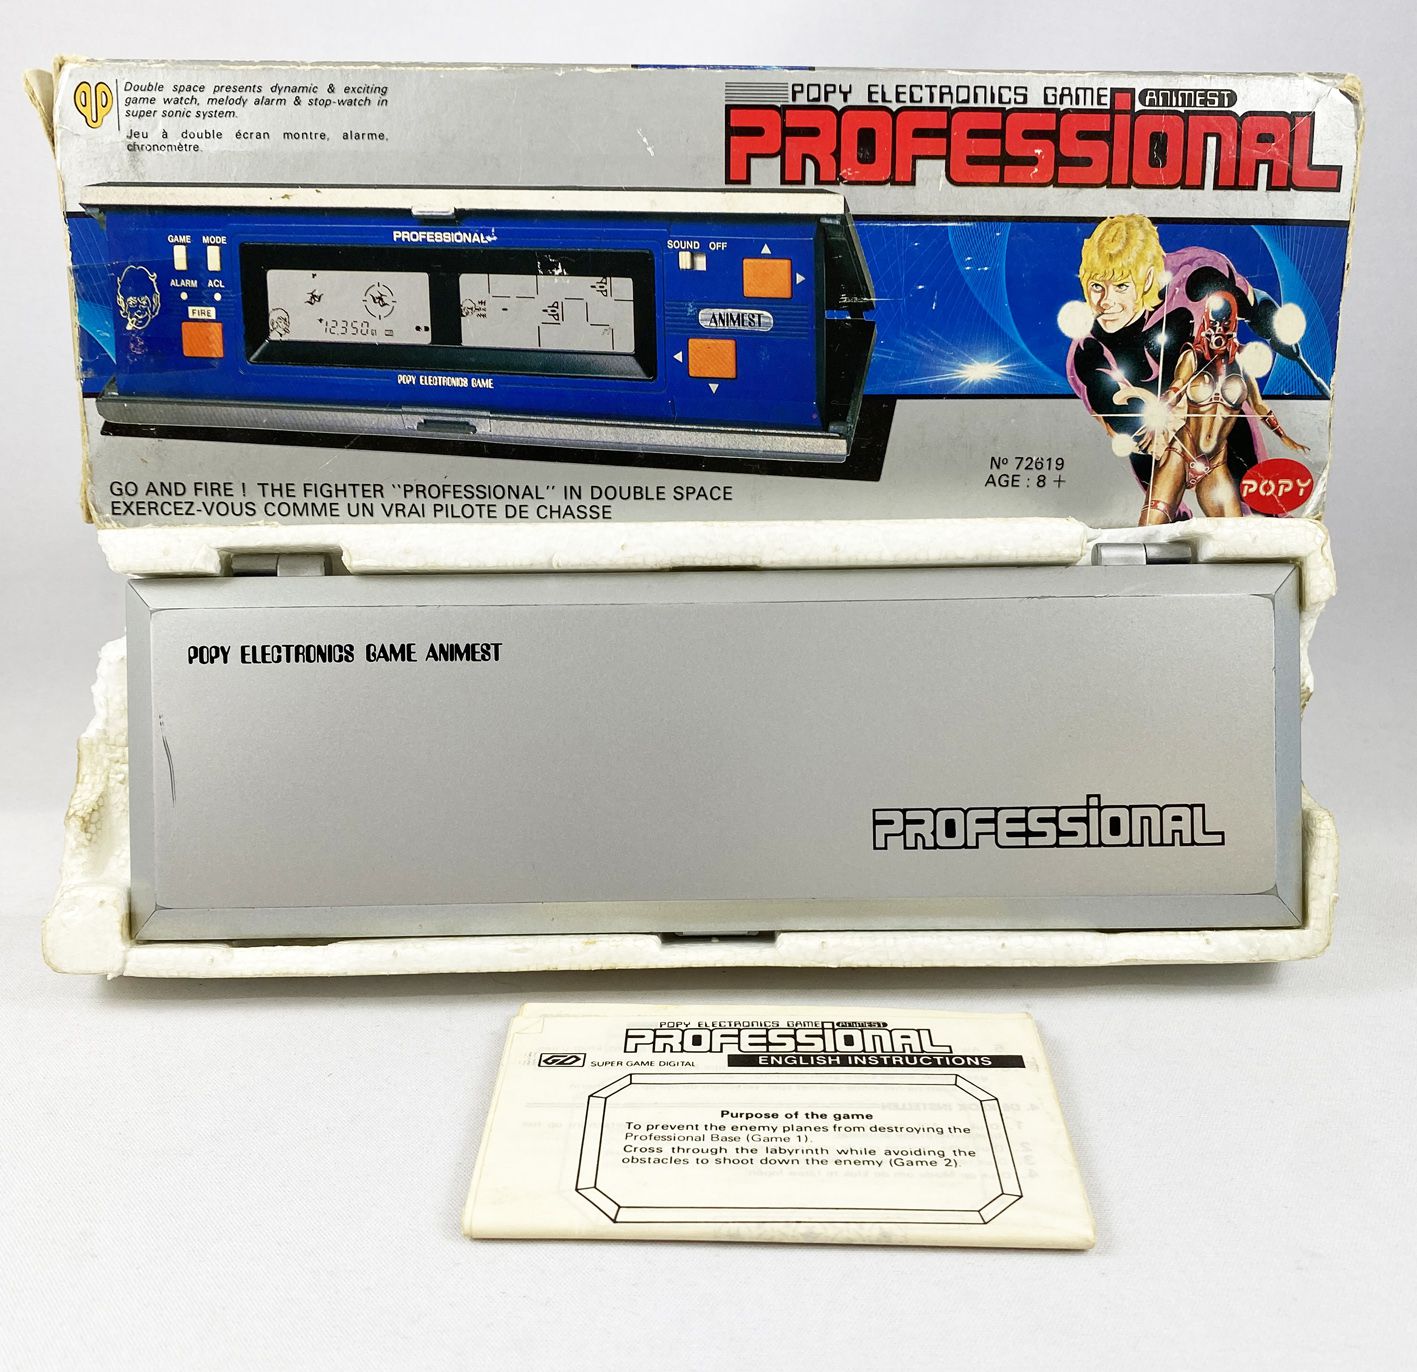 Double space presents dynamic & exciting
game watch, melody alarm & stop-watch in
super sonic system.
Jeu à double écran montre, alarme,
chronomètre.
POPY ELECTRONICS GAME ANIMEST
PROFESSIONAL
PROFESSIONAL
GAME MODE
ALARM ACL
FIRE
12350
SOUND OFF
ANIMEST
POPY ELECTRONICS GAME
GO AND FIRE ! THE FIGHTER "PROFESSIONAL" IN DOUBLE SPACE
EXERCEZ-VOUS COMME UN VRAI PILOTE DE CHASSE
Nº 72619
AGE : 8 +
POPY
POPY ELECTRONICS GAME ANIMEST
PROFESSIONAL
POPY ELECTRONICS GAME ANIMEST
PROFESSIONAL
GD SUPER GAME DIGITAL ENGLISH INSTRUCTIONS
Purpose of the game
To prevent the enemy planes from destroying the
Professional Base (Game 1).
Cross through the labyrinth while avoiding the
obstacles to shoot down the enemy (Game 2).